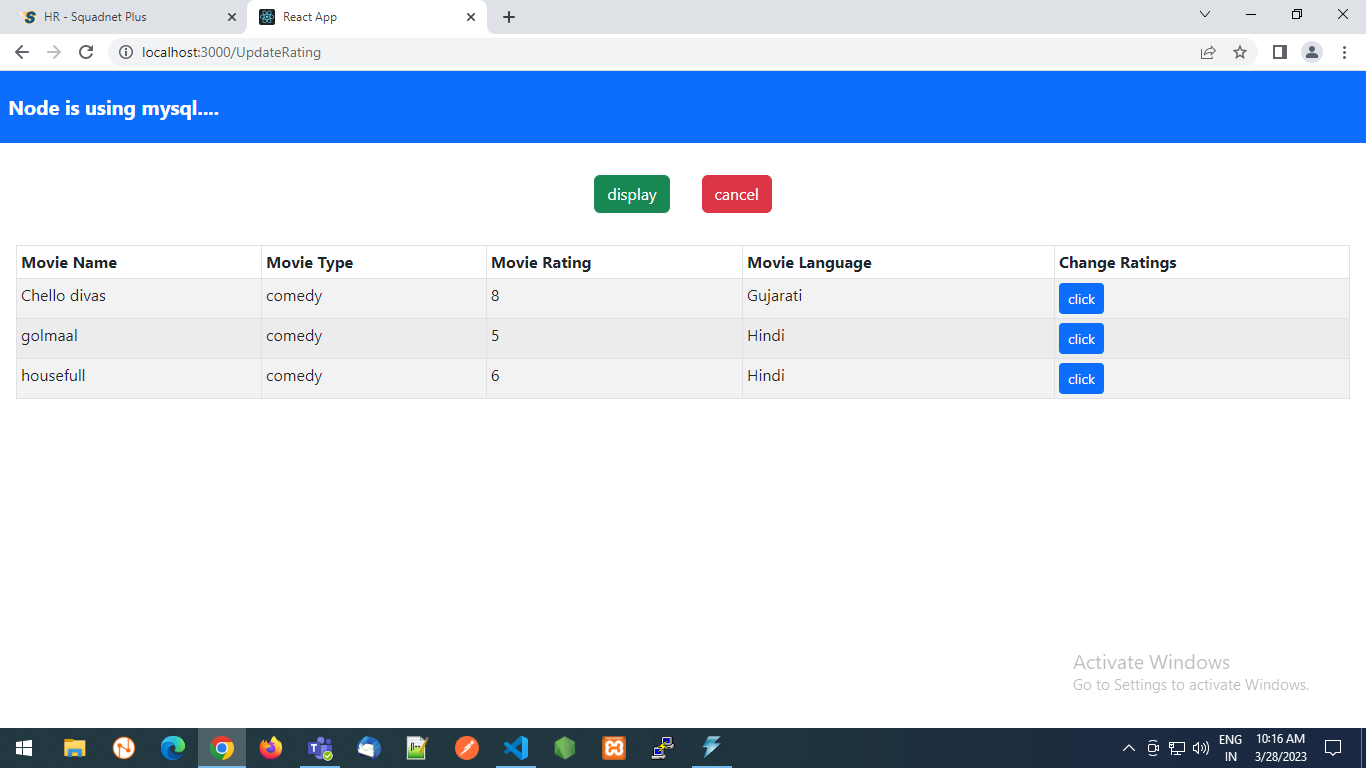 HR - Squadnet Plus
React App
localhost:3000/UpdateRating
Node is using mysql....
display cancel
Movie Name Movie Type Movie Rating Movie Language Change Ratings
Chello divas comedy 8 Gujarati click
golmaal comedy 5 Hindi click
housefull comedy 6 Hindi click
Activate Windows
Go to Settings to activate Windows.
ENG 10:16 AM
IN 3/28/2023